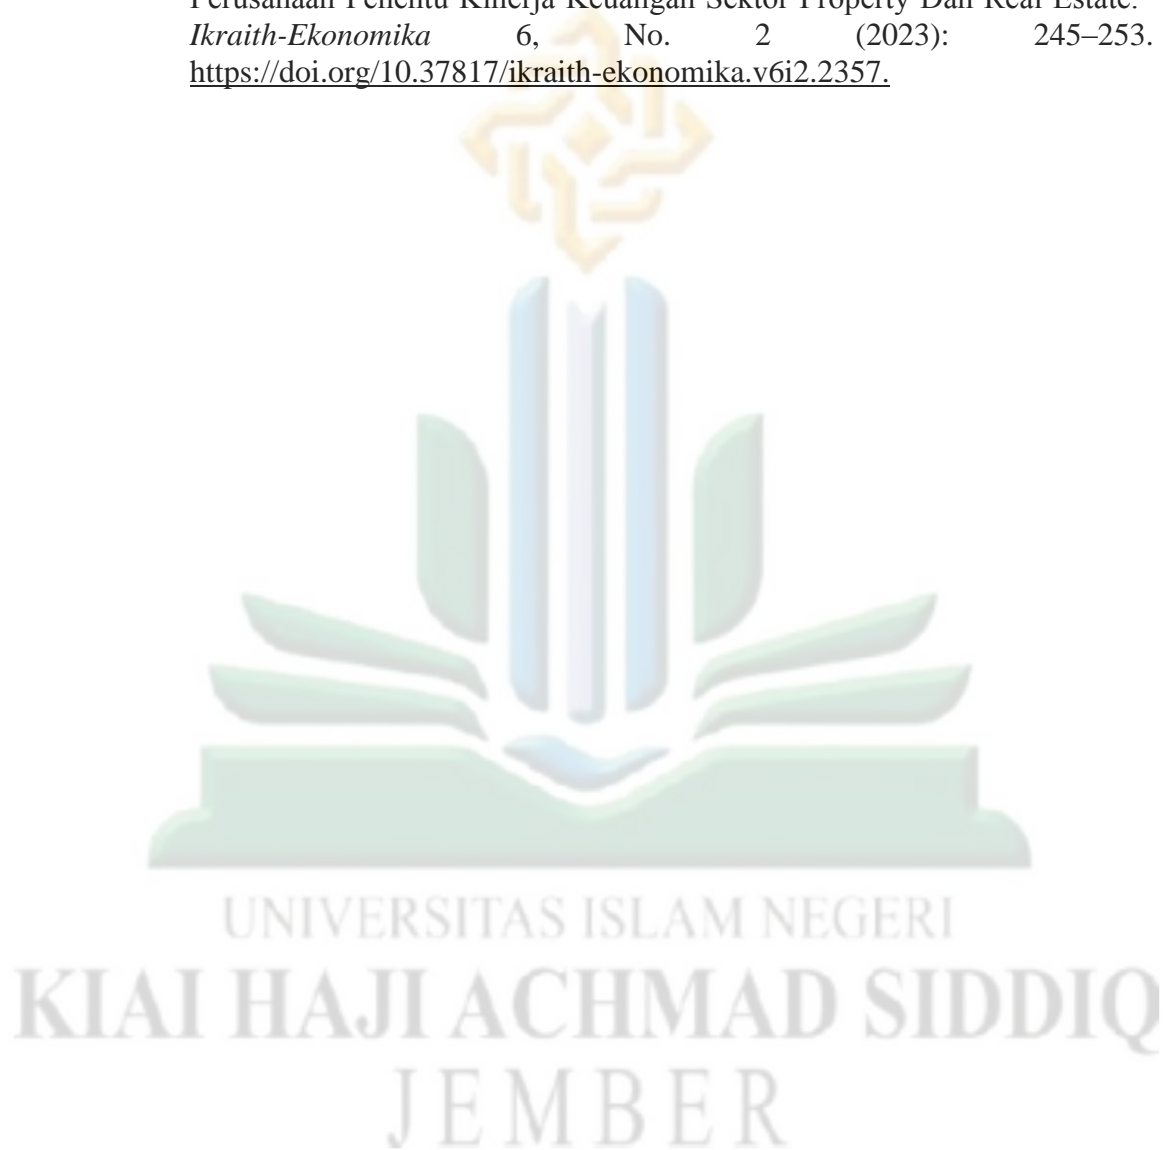 Perusahaan Penentu Kinerja Keuangan Sektor Property Dan Real Estate.”
Ikraith-Ekonomika 6, No. 2 (2023): 245–253.
https://doi.org/10.37817/ikraith-ekonomika.v6i2.2357.
UNIVERSITAS ISLAM NEGERI
KIAI HAJI ACHMAD SIDDIQ
JEMBER